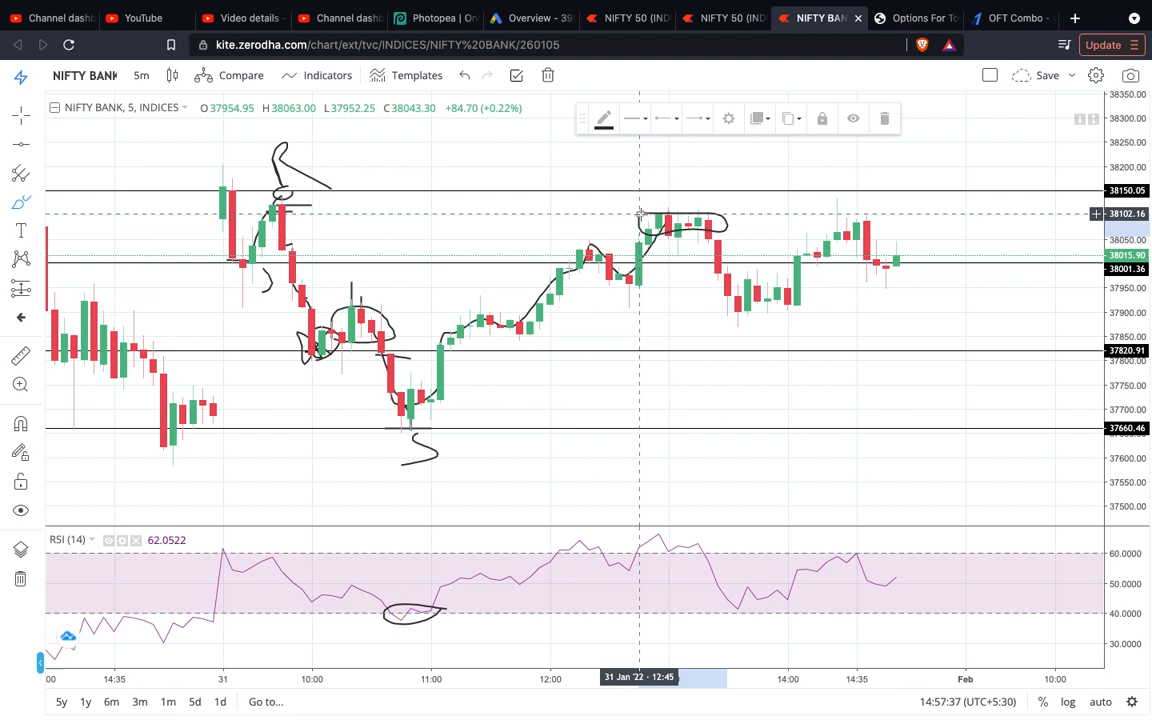 Channel dashb
YouTube
Video details -
Channel dashb
Photopea | On
Overview - 39
NIFTY 50 (IND
NIFTY 50 (IND
NIFTY BAN
Options For To
OFT Combo -
kite.zerodha.com/chart/ext/tvc/INDICES/NIFTY%20BANK/260105
Update
NIFTY BANK 5m Compare Indicators Templates Save
NIFTY BANK, 5, INDICES O37954.95 H38063.00 L37952.25 C38043.30 +84.70 (+0.22%)
38350.00
38300.00
38250.00
38200.00
38150.05
38102.16
38050.00
38015.90
38001.36
37950.00
37900.00
37850.00
37820.91
37800.00
37750.00
37700.00
37660.46
37600.00
37550.00
37500.00
RSI (14) 62.0522
60.0000
50.0000
40.0000
30.0000
:00 14:35 31 10:00 11:00 12:00 31 Jan '22 - 12:45 14:00 14:35 Feb 10:00
5y 1y 6m 3m 1m 5d 1d Go to... 14:57:37 (UTC+5:30) % log auto